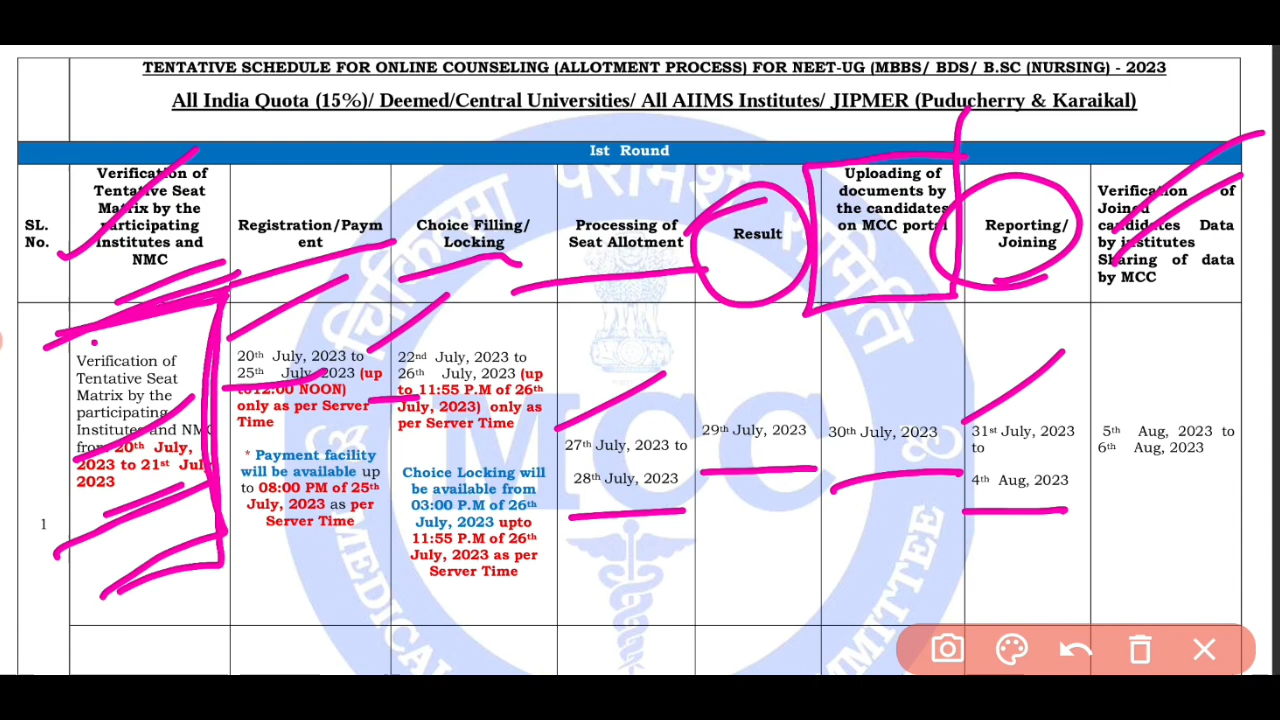 TENTATIVE SCHEDULE FOR ONLINE COUNSELING (ALLOTMENT PROCESS) FOR NEET-UG (MBBS/ BDS/ B.SC (NURSING) - 2023
All India Quota (15%)/ Deemed/Central Universities/ All AIIMS Institutes/ JIPMER (Puducherry & Karaikal)
Ist Round
SL.
No.
Verification of
Tentative Seat
Matrix by the
participating
institutes and
NMC
Registration/Paym
ent
Choice Filling/
Locking
Processing of
Seat Allotment
Result
Uploading of
documents by
the candidates
on MCC portal
Reporting/
Joining
Verification of
Joined
candidates Data
by institutes
Sharing of data
by MCC
1
Verification of
Tentative Seat
Matrix by the
participating
Institutes and NMC
from 20th July,
2023 to 21st July
2023
20th July, 2023 to
25th July, 2023 (up
to12:00 NOON)
only as per Server
Time
* Payment facility
will be available up
to 08:00 PM of 25th
July, 2023 as per
Server Time
22nd July, 2023 to
26th July, 2023 (up
to 11:55 P.M of 26th
July, 2023) only as
per Server Time
Choice Locking will
be available from
03:00 P.M of 26th
July, 2023 upto
11:55 P.M of 26th
July, 2023 as per
Server Time
27th July, 2023 to
28th July, 2023
29th July, 2023
30th July, 2023
31st July, 2023
to
4th Aug, 2023
5th Aug, 2023 to
6th Aug, 2023
MCC